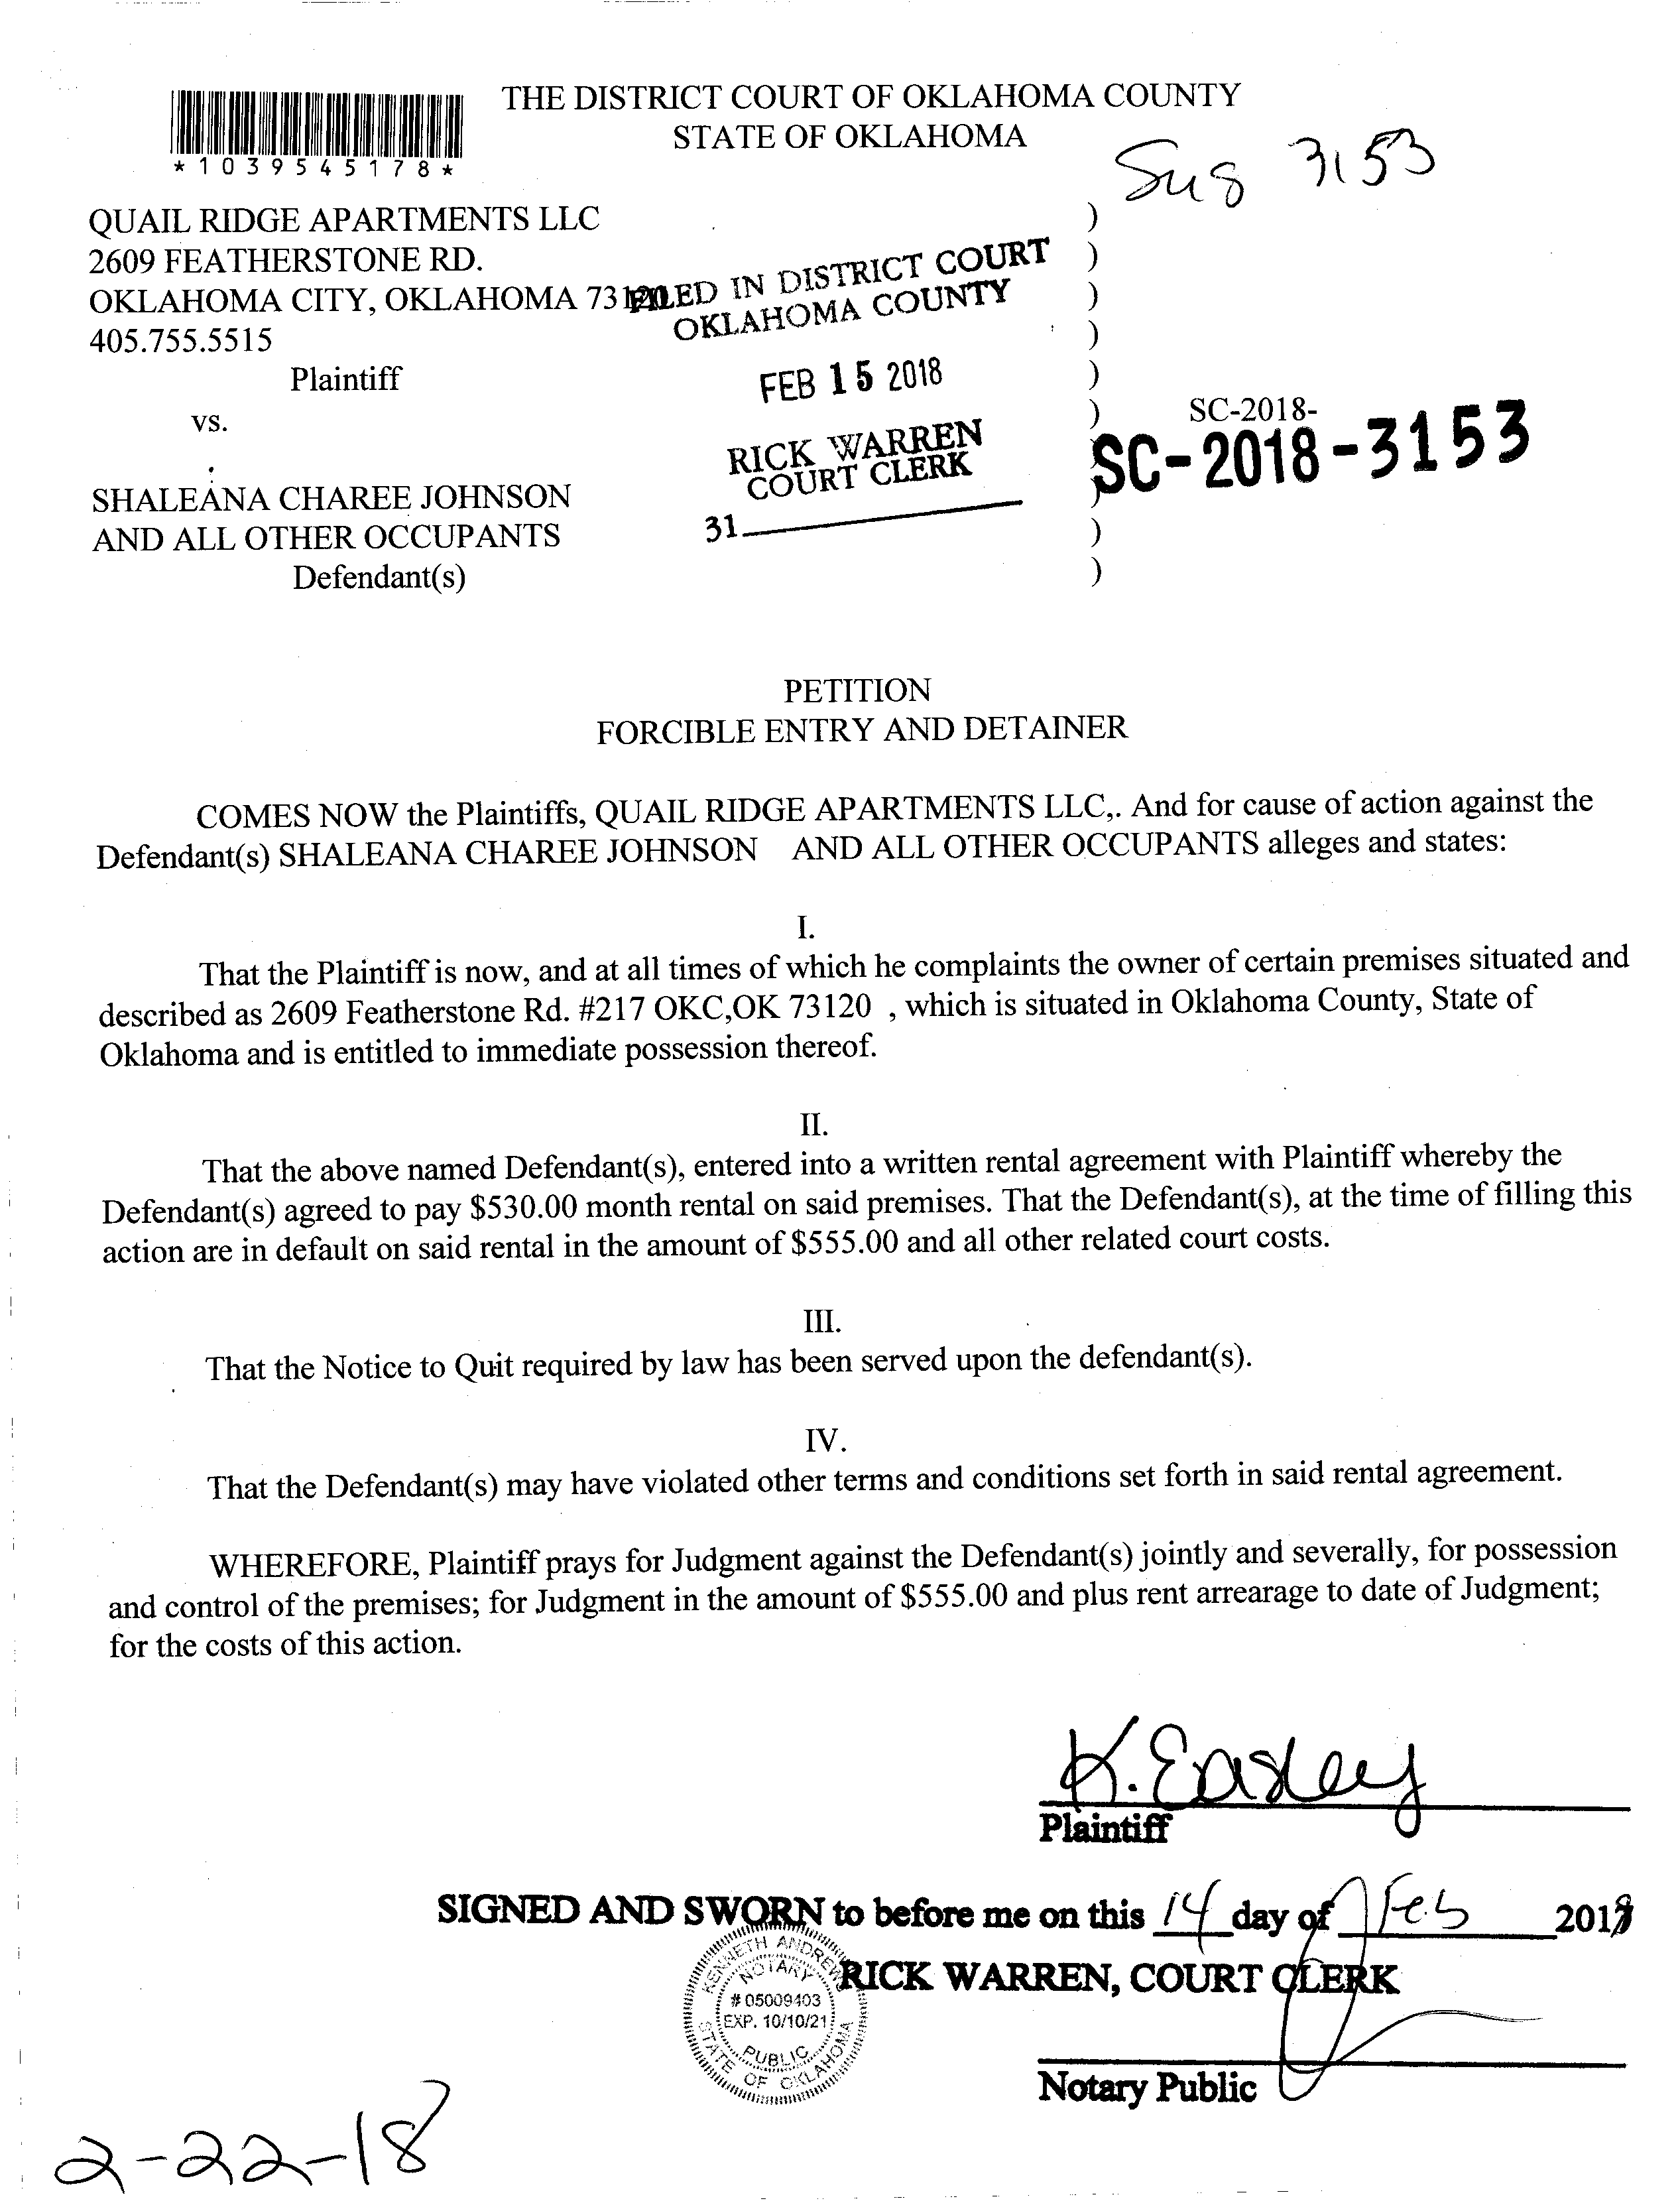 THE DISTRICT COURT OF OKLAHOMA COUNTY
STATE OF OKLAHOMA
*1039545178*
3153
QUAIL RIDGE APARTMENTS LLC )
2609 FEATHERSTONE RD. )
OKLAHOMA CITY, OKLAHOMA 73120 )
405.755.5515 )
FILED IN DISTRICT COURT
OKLAHOMA COUNTY
FEB 15 2018
RICK WARREN
COURT CLERK
31
Plaintiff )
vs. ) SC-2018-
SC-2018-3153
SHALEANA CHAREE JOHNSON )
AND ALL OTHER OCCUPANTS )
Defendant(s) )
PETITION
FORCIBLE ENTRY AND DETAINER
COMES NOW the Plaintiffs, QUAIL RIDGE APARTMENTS LLC,. And for cause of action against the
Defendant(s) SHALEANA CHAREE JOHNSON AND ALL OTHER OCCUPANTS alleges and states:
I.
That the Plaintiff is now, and at all times of which he complaints the owner of certain premises situated and
described as 2609 Featherstone Rd. #217 OKC,OK 73120 , which is situated in Oklahoma County, State of
Oklahoma and is entitled to immediate possession thereof.
II.
That the above named Defendant(s), entered into a written rental agreement with Plaintiff whereby the
Defendant(s) agreed to pay $530.00 month rental on said premises. That the Defendant(s), at the time of filling this
action are in default on said rental in the amount of $555.00 and all other related court costs.
III.
That the Notice to Quit required by law has been served upon the defendant(s).
IV.
That the Defendant(s) may have violated other terms and conditions set forth in said rental agreement.
WHEREFORE, Plaintiff prays for Judgment against the Defendant(s) jointly and severally, for possession
and control of the premises; for Judgment in the amount of $555.00 and plus rent arrearage to date of Judgment;
for the costs of this action.
K. Easley
Plaintiff
SIGNED AND SWORN to before me on this 14 day of Feb 2018
RICK WARREN, COURT CLERK
KENNETH ANDREWS
NOTARY
# 05009403
EXP. 10/10/21
PUBLIC
STATE OF OKLAHOMA
Notary Public
2-22-18